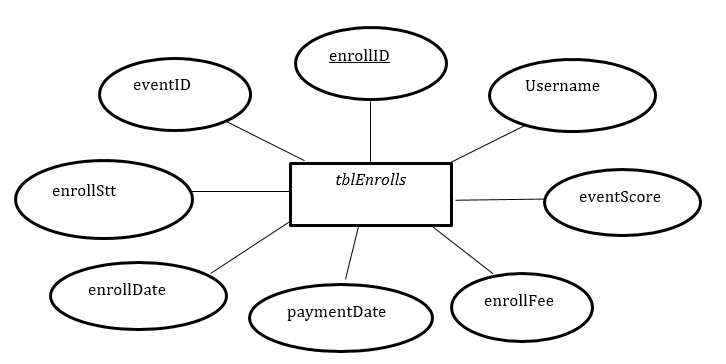 enrollID
eventID
Username
tblEnrolls
enrollStt
eventScore
enrollDate
paymentDate
enrollFee